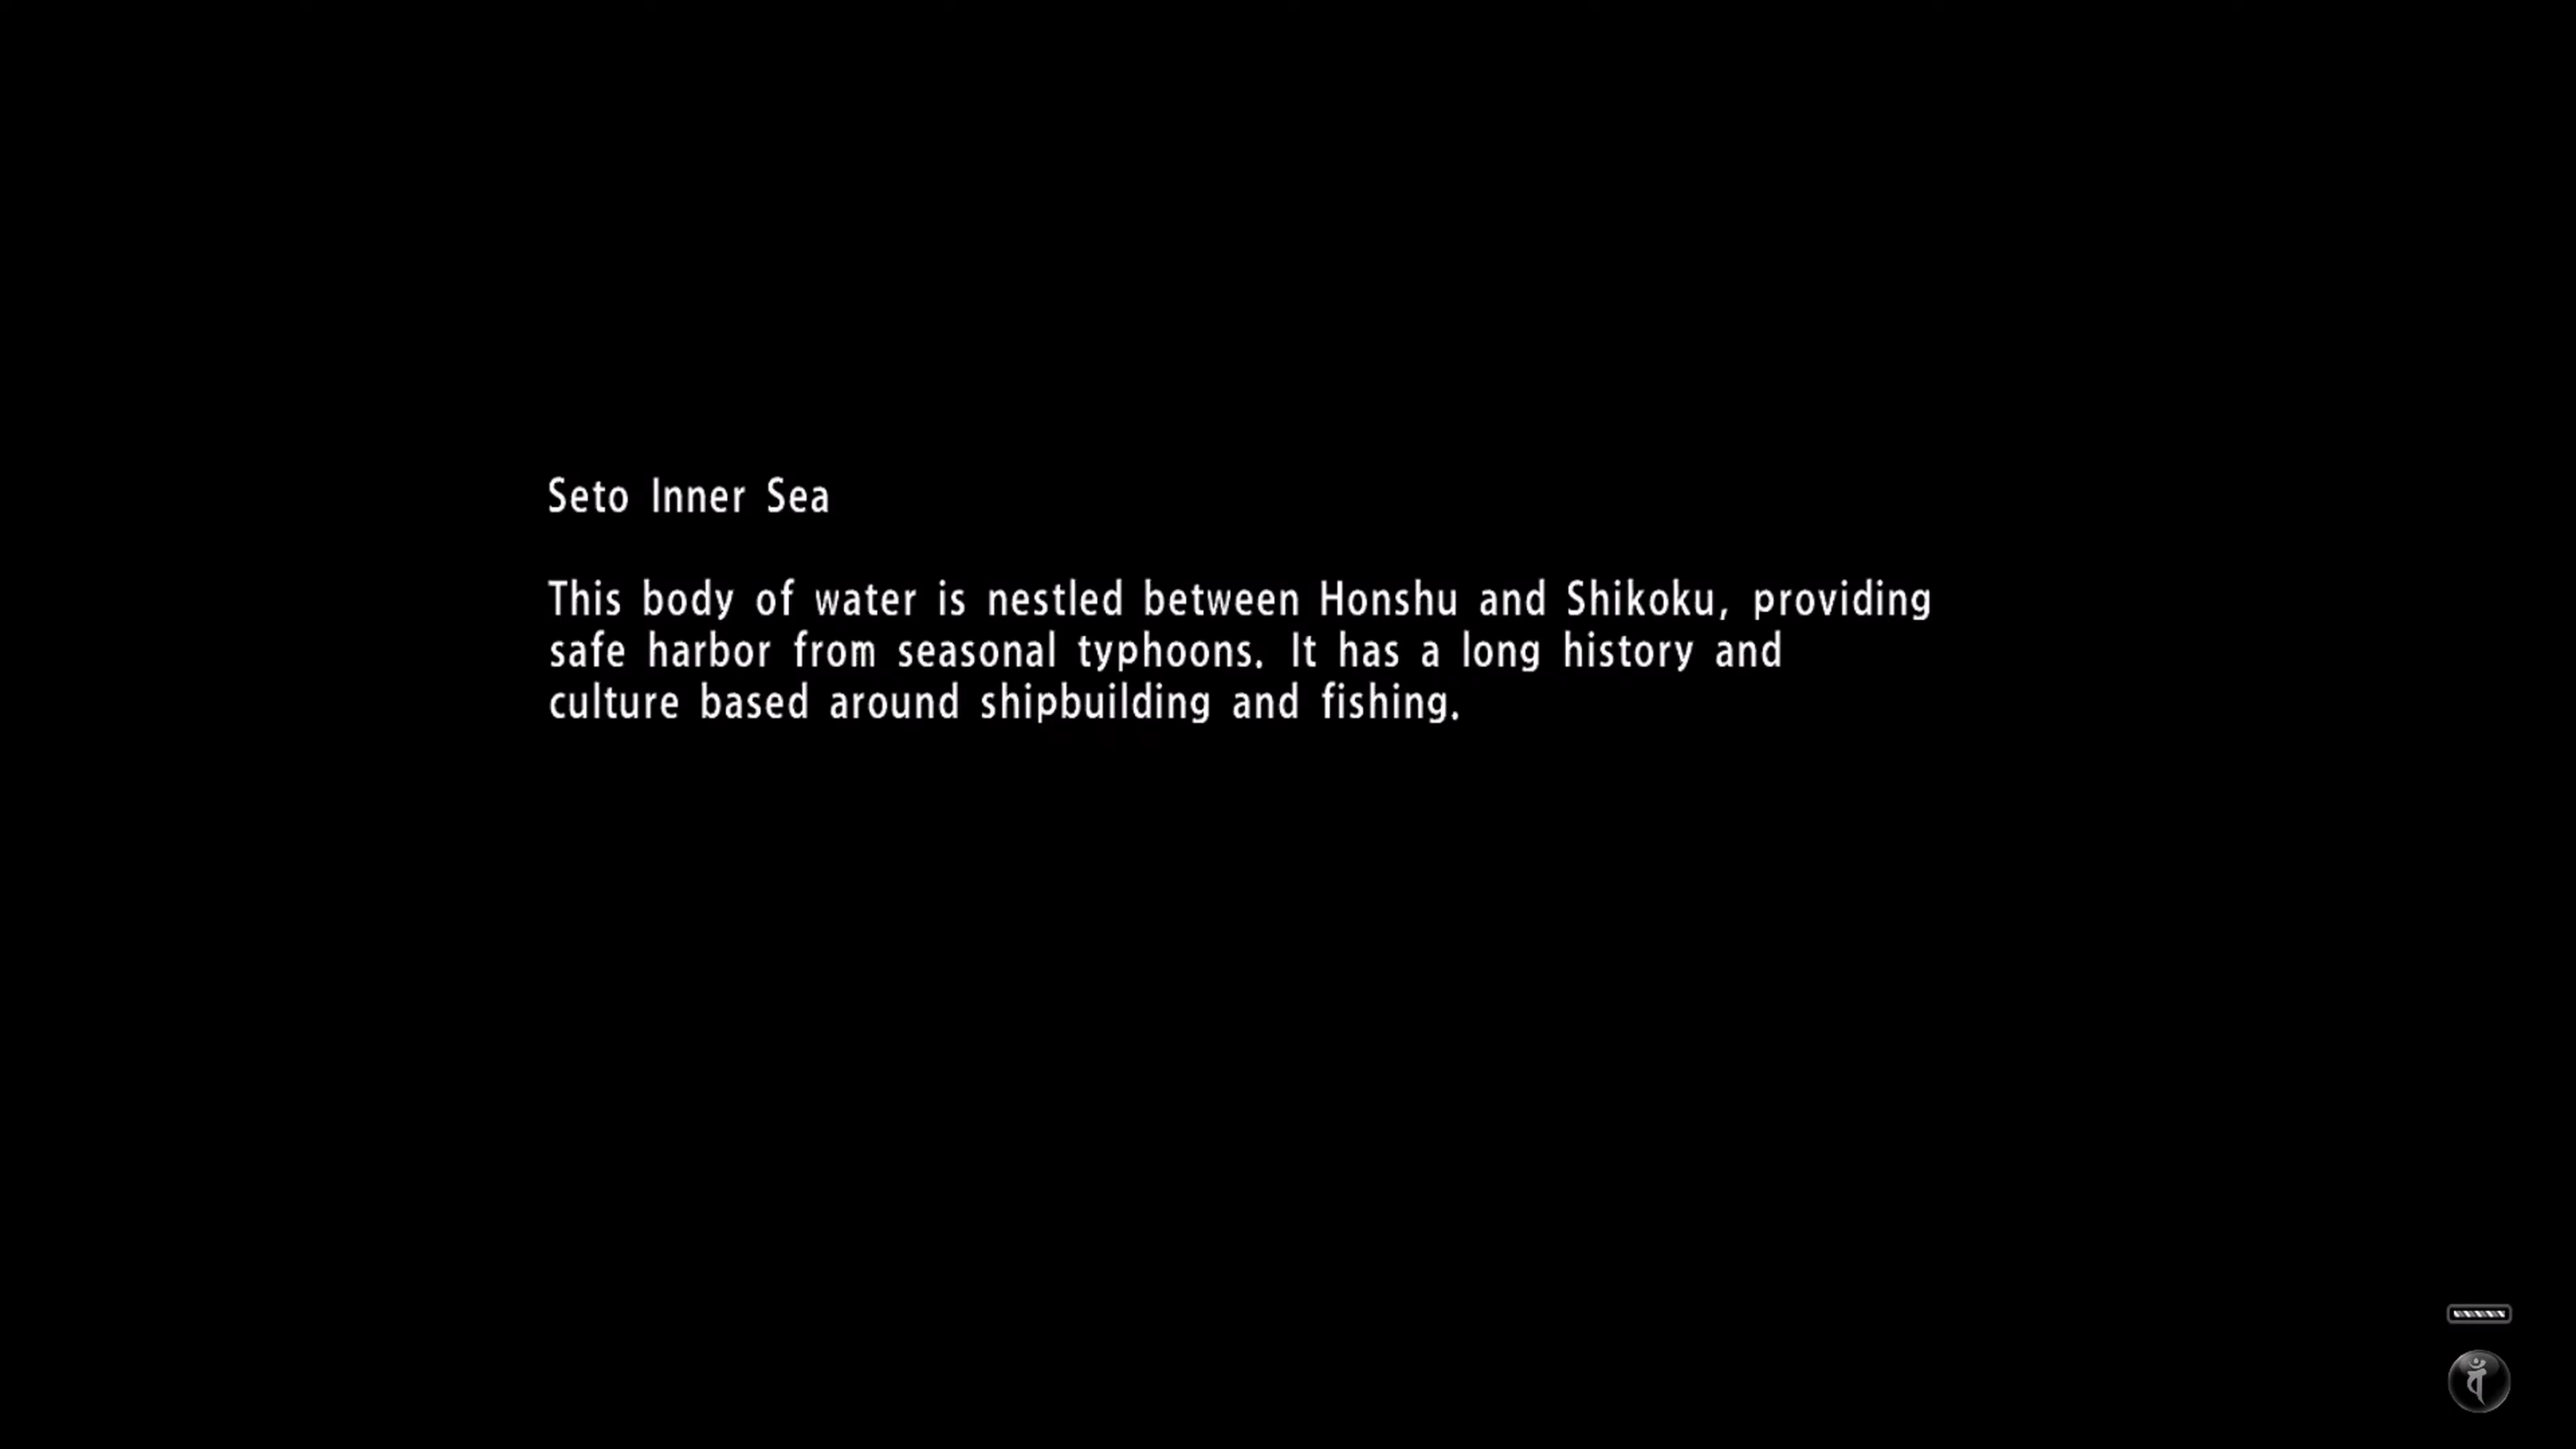 Seto Inner Sea
This body of water is nestled between Honshu and Shikoku, providing
safe harbor from seasonal typhoons. It has a long history and
culture based around shipbuilding and fishing.